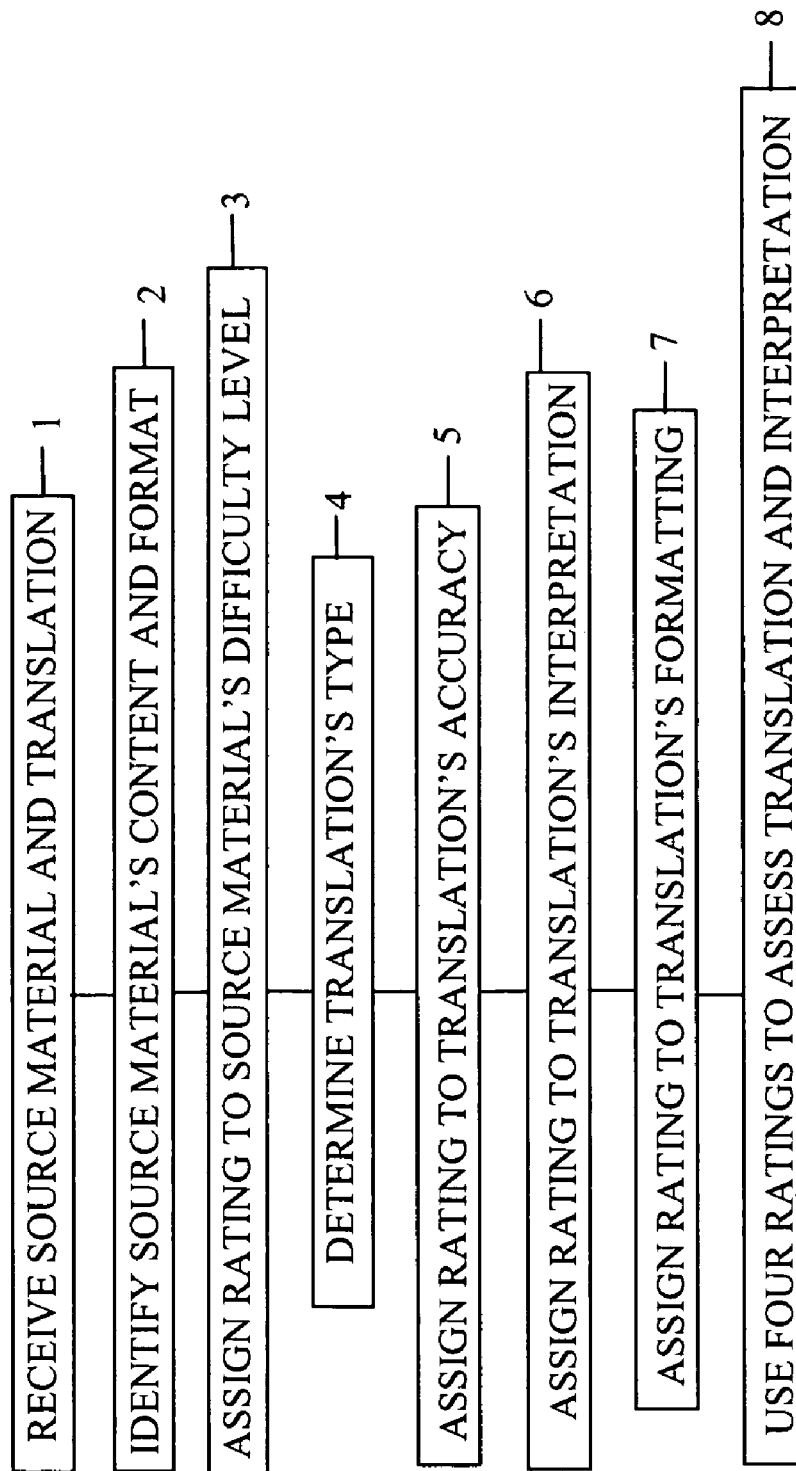 RECEIVE SOURCE MATERIAL AND TRANSLATION 1
IDENTIFY SOURCE MATERIAL'S CONTENT AND FORMAT 2
ASSIGN RATING TO SOURCE MATERIAL'S DIFFICULTY LEVEL 3
DETERMINE TRANSLATION'S TYPE 4
ASSIGN RATING TO TRANSLATION'S ACCURACY 5
ASSIGN RATING TO TRANSLATION'S INTERPRETATION 6
ASSIGN RATING TO TRANSLATION'S FORMATTING 7
USE FOUR RATINGS TO ASSESS TRANSLATION AND INTERPRETATION 8